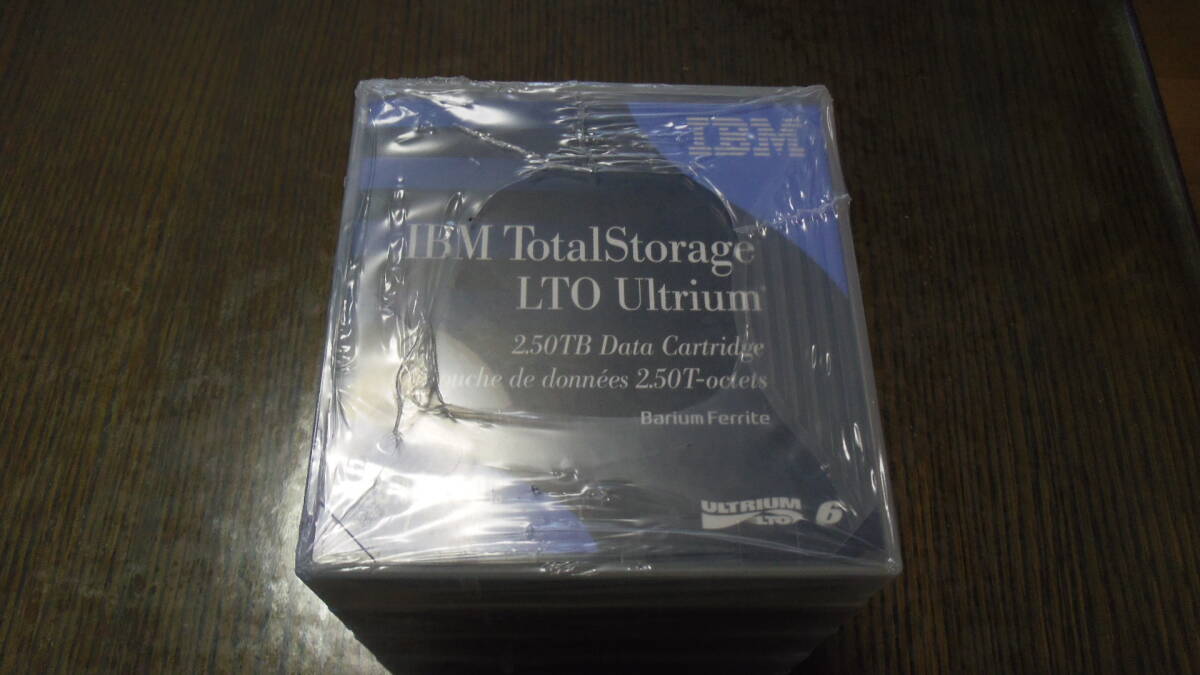 IBM
IBM TotalStorage
LTO Ultrium
2.50TB Data Cartridge
de données 2.50T-octets
Barium Ferrite
ULTRIUM
LTO 6